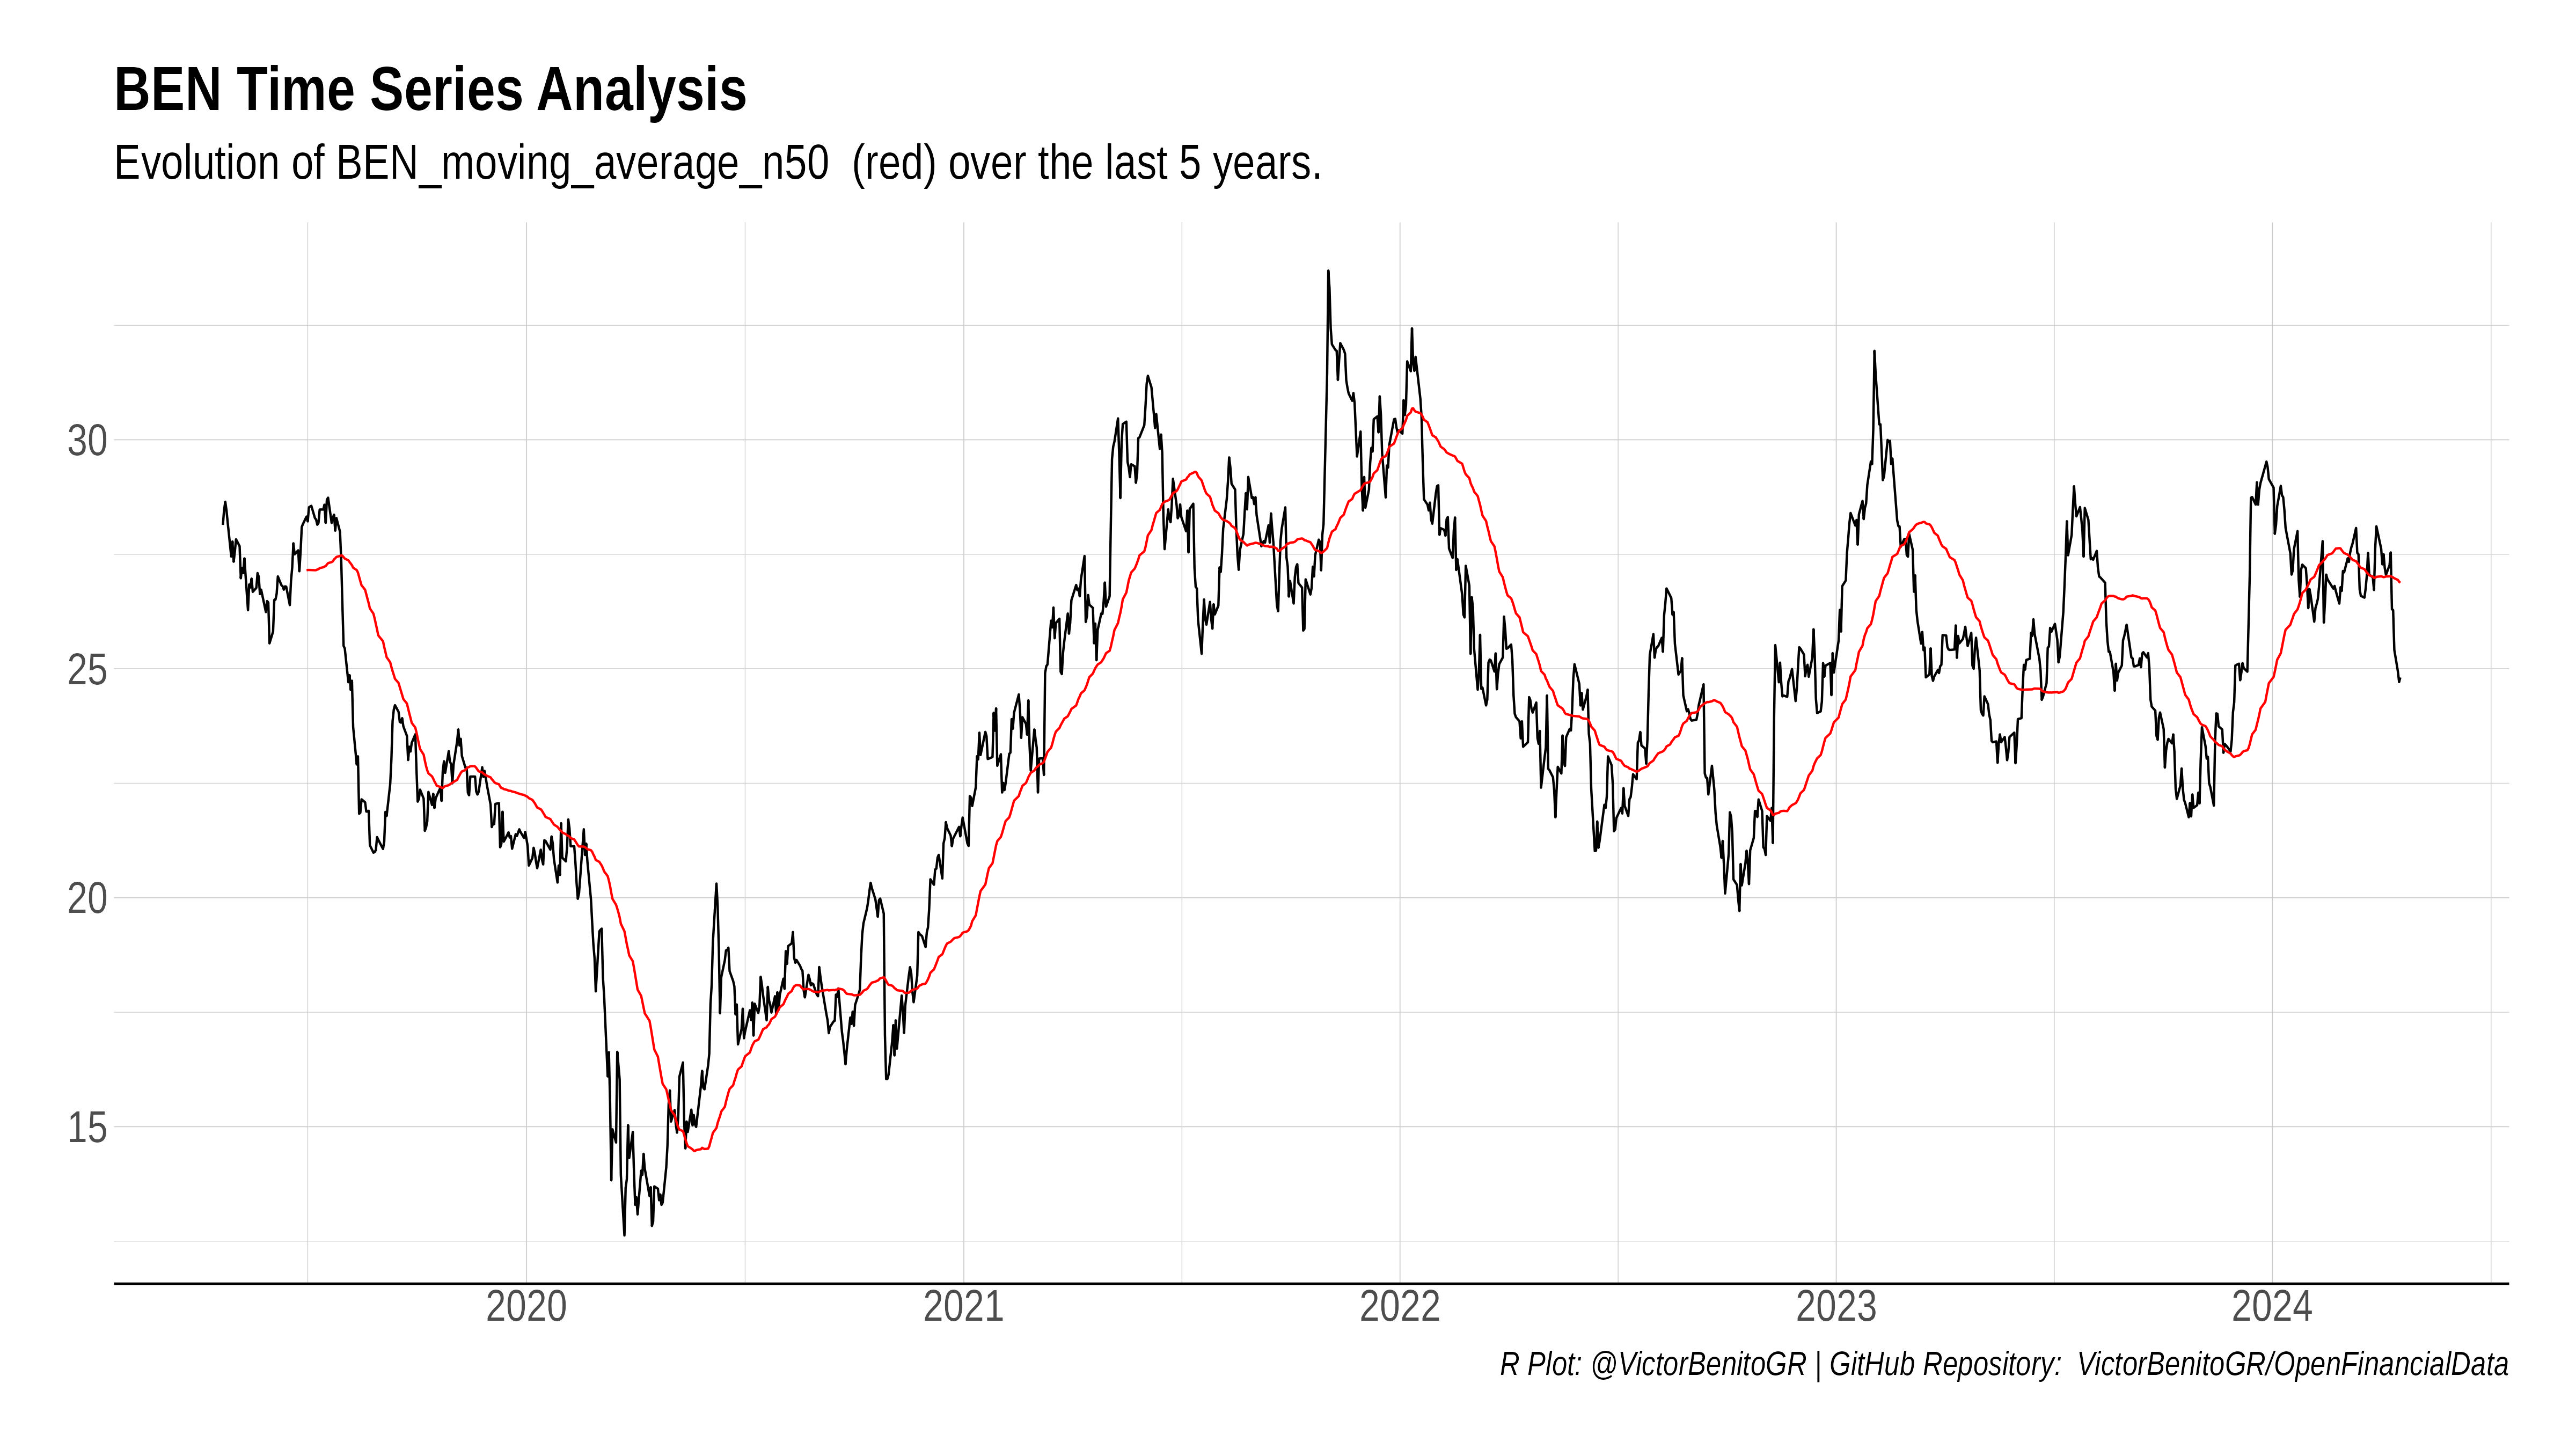 BEN Time Series Analysis
Evolution of BEN_moving_average_n50  (red) over the last 5 years.
30
25
20
15
2020 2021 2022 2023 2024
R Plot: @VictorBenitoGR | GitHub Repository:  VictorBenitoGR/OpenFinancialData